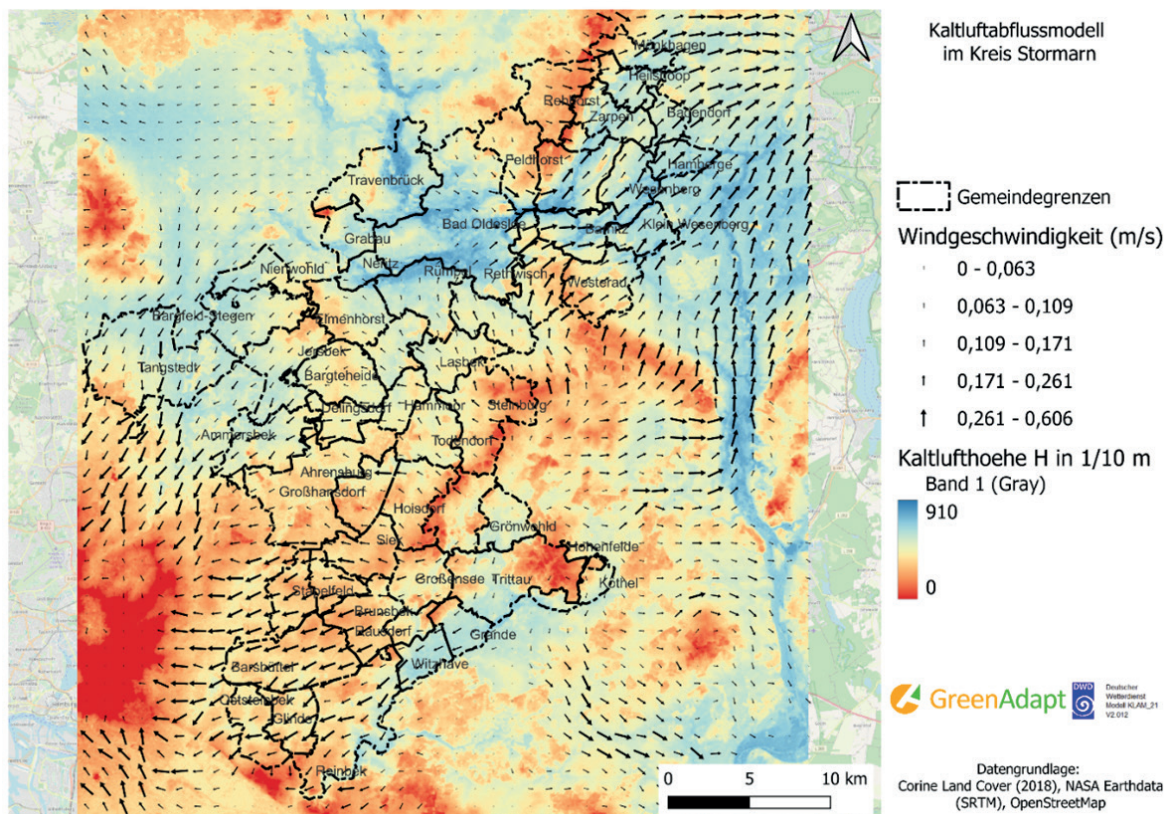 Kaltluftabflussmodell
im Kreis Stormarn
Gemeindegrenzen
Windgeschwindigkeit (m/s)
0 - 0,063
0,063 - 0,109
0,109 - 0,171
0,171 - 0,261
0,261 - 0,606
Kaltlufthoehe H in 1/10 m
Band 1 (Gray)
910
0
GreenAdapt
DWD
Deutscher
Wetterdienst
Modell KLAM_21
V2.012
Datengrundlage:
Corine Land Cover (2018), NASA Earthdata
(SRTM), OpenStreetMap
0 5 10 km
Mönkhagen
Heilshoop
Rehhorst
Zarpen
Badendorf
Feldhorst
Hamberge
Travenbrück
Wesenberg
Bad Oldesloe
Barnitz
Klein Wesenberg
Grabau
Neritz
Rümpel
Rethwisch
Nienwohld
Westerau
Bargfeld-Stegen
Elmenhorst
Jersbek
Tangstedt
Lasbek
Bargteheide
Delingsdorf
Hammoor
Steinburg
Ammersbek
Todendorf
Ahrensburg
Großhansdorf
Hoisdorf
Grönwohld
Siek
Hohenfelde
Großensee
Trittau
Köthel
Stapelfeld
Brunsbek
Rausdorf
Grande
Barsbüttel
Witzhave
Oststeinbek
Glinde
Reinbek